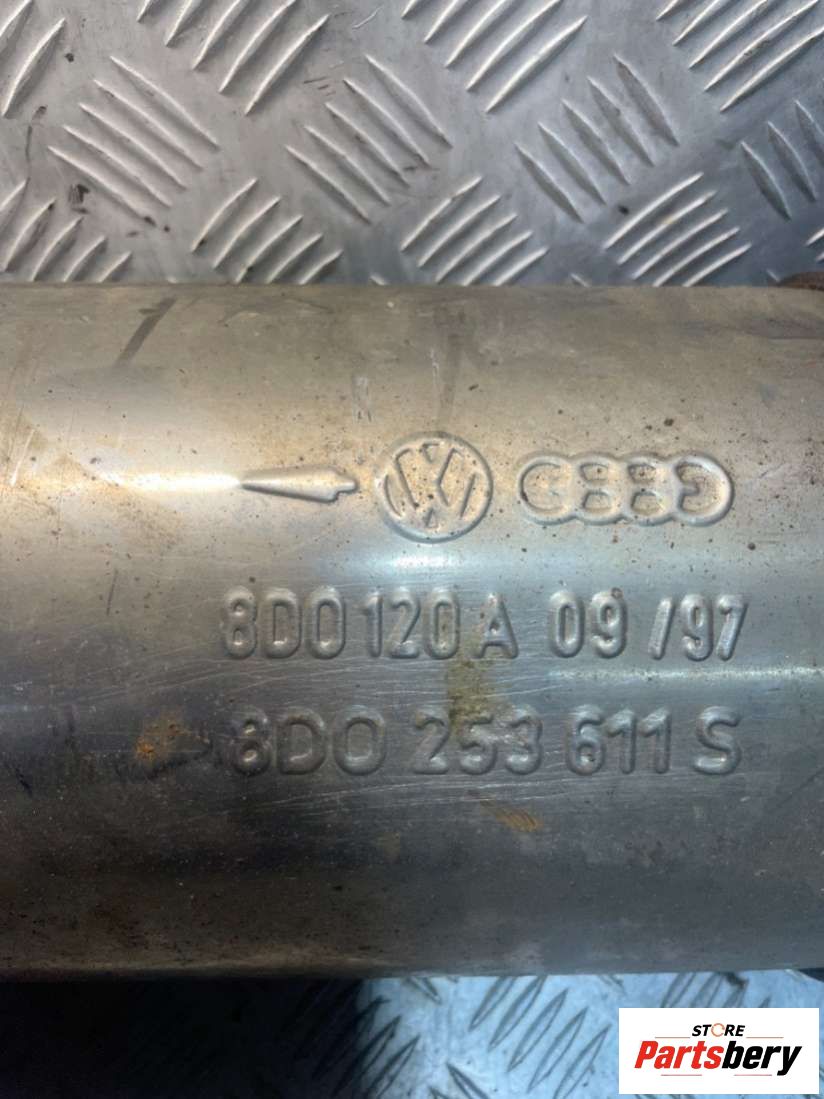 8D0 120 A 09 /97
8D0 253 611 S
STORE
Partsbery